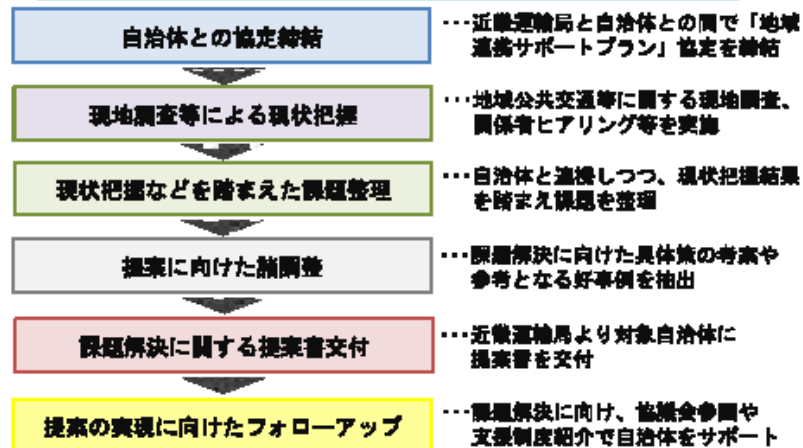 自治体との協定締結
・・・近畿運輸局と自治体との間で「地域
連携サポートプラン」協定を締結
現地調査等による現状把握
・・・地域公共交通等に関する現地調査、
関係者ヒアリング等を実施
現状把握などを踏まえた課題整理
・・・自治体と連携しつつ、現状把握結果
を踏まえ課題を整理
提案に向けた諸調整
・・・課題解決に向けた具体策の考案や
参考となる好事例を抽出
課題解決に関する提案書交付
・・・近畿運輸局より対象自治体に
提案書を交付
提案の実現に向けたフォローアップ
・・・課題解決に向け、協議会参画や
支援制度紹介で自治体をサポート